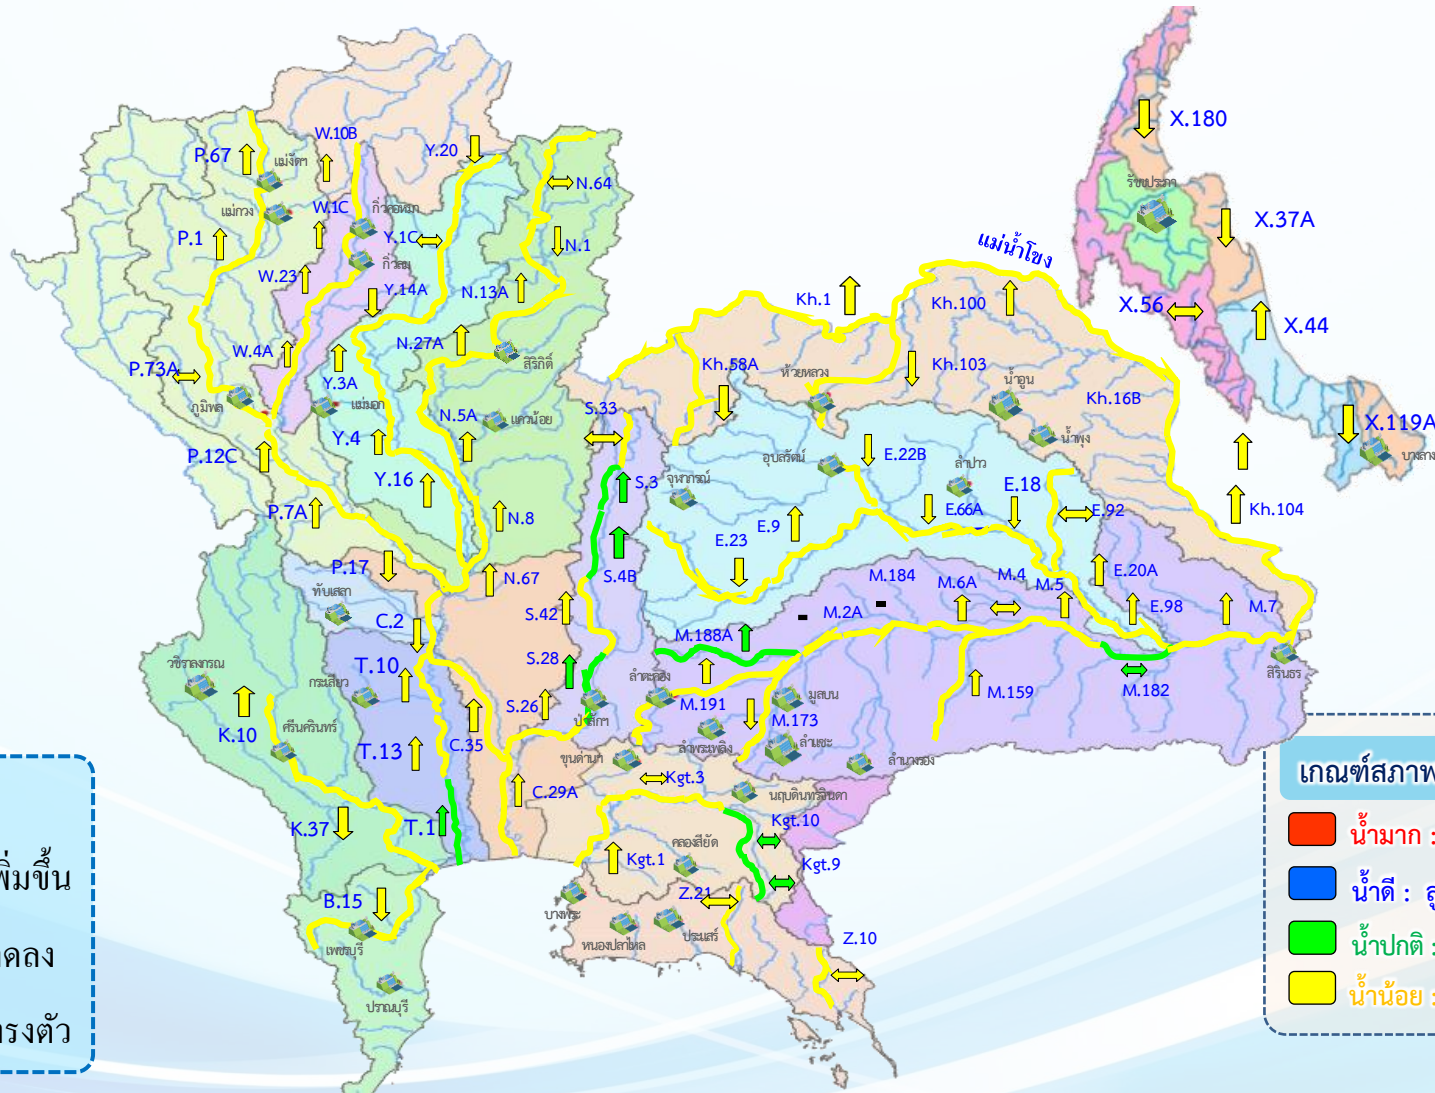 X.180
W.10B
P.67
Y.20
แม่งัดฯ
N.64
รัชชประภา
แม่กวง
W.1C
กิ่วคอหมา
X.37A
P.1
Y.1C
N.1
แม่น้ำโขง
กิ่วลม
W.23
Y.14A
N.13A
Kh.1
Kh.100
X.56
X.44
W.4A
N.27A
สิริกิติ์
P.73A
Y.3A
Kh.58A
ห้วยหลวง
Kh.103
น้ำอูน
Kh.16B
ภูมิพล
แม่มอก
N.5A
แควน้อย
S.33
X.119A
Y.4
น้ำพุง
P.12C
อุบลรัตน์
E.22B
ลำปาว
บางลาง
Y.16
S.3
จุฬาภรณ์
E.18
P.7A
N.8
E.9
E.66A
E.92
Kh.104
E.23
P.17
N.67
S.4B
M.184
M.6A
M.4
M.5
E.20A
ทับเสลา
C.2
S.42
M.2A
E.98
M.7
M.188A
วชิราลงกรณ
T.10
S.28
ลำตะคอง
สิรินธร
กระเสียว
S.26
ป่าสักฯ
M.191
มูลบน
M.159
M.182
K.10
ศรีนครินทร์
T.13
C.35
M.173
ลำแชะ
ขุนด่านฯ
ลำพระเพลิง
ลำนางรอง
เกณฑ์สภาพ
Kgt.3
C.29A
นฤบดินทรจินดา
K.37
T.1
Kgt.10
น้ำมาก :
คลองสียัด
Kgt.1
Kgt.9
พิ่มขึ้น
B.15
Z.21
น้ำดี :
บางพระ
ประแสร์
หนองปลาไหล
เพชรบุรี
Z.10
ดลง
น้ำปกติ :
ปราณบุรี
น้ำน้อย :
ทรงตัว